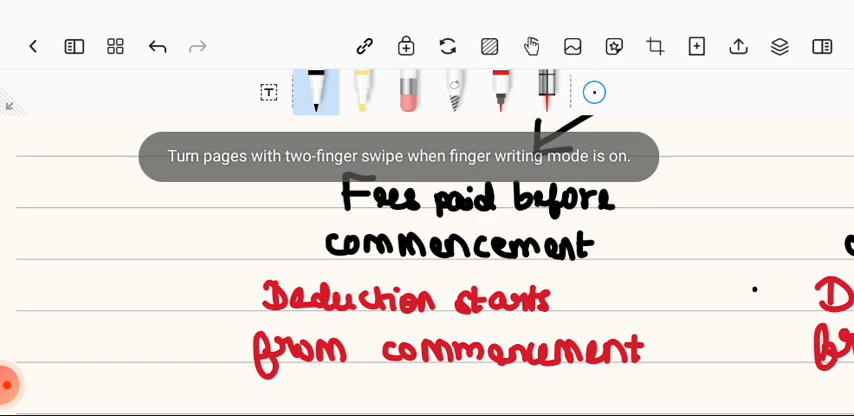 Turn pages with two-finger swipe when finger writing mode is on.
Fees paid before
commencement
Deduction starts
from commencement